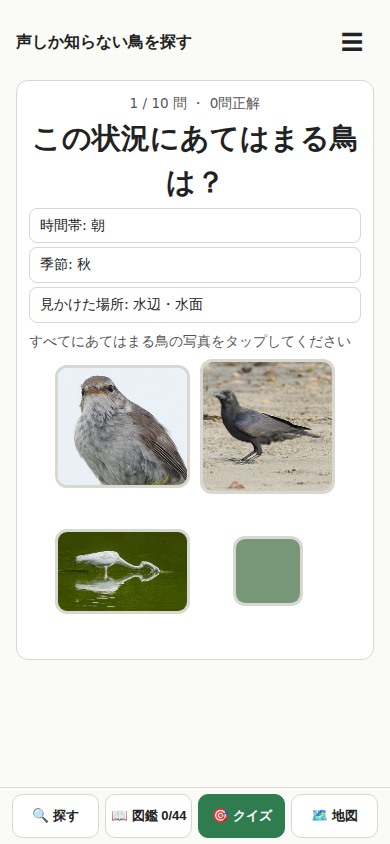 声しか知らない鳥を探す
☰
1 / 10 問 ・ 0問正解
この状況にあてはまる鳥
は？
時間帯: 朝
季節: 秋
見かけた場所: 水辺・水面
すべてにあてはまる鳥の写真をタップしてください
🔍 探す
📖 図鑑 0/44
🎯 クイズ
🗺️ 地図